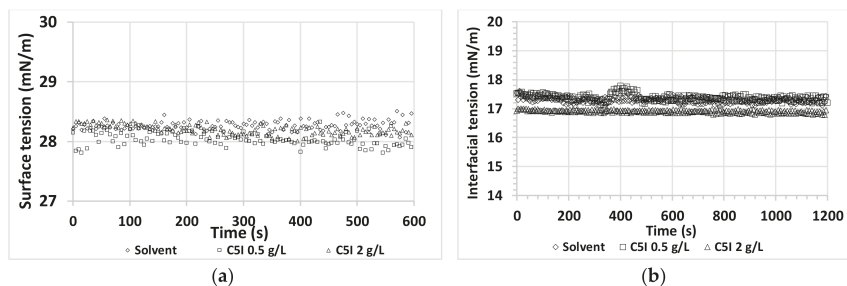 30
29
28
27
Surface tension (mN/m)
0 100 200 300 400 500 600
Time (s)
Solvent C5I 0.5 g/L C5I 2 g/L
(a)
20
19
18
17
16
15
14
Interfacial tension (mN/m)
0 200 400 600 800 1000 1200
Time (s)
Solvent C5I 0.5 g/L C5I 2 g/L
(b)